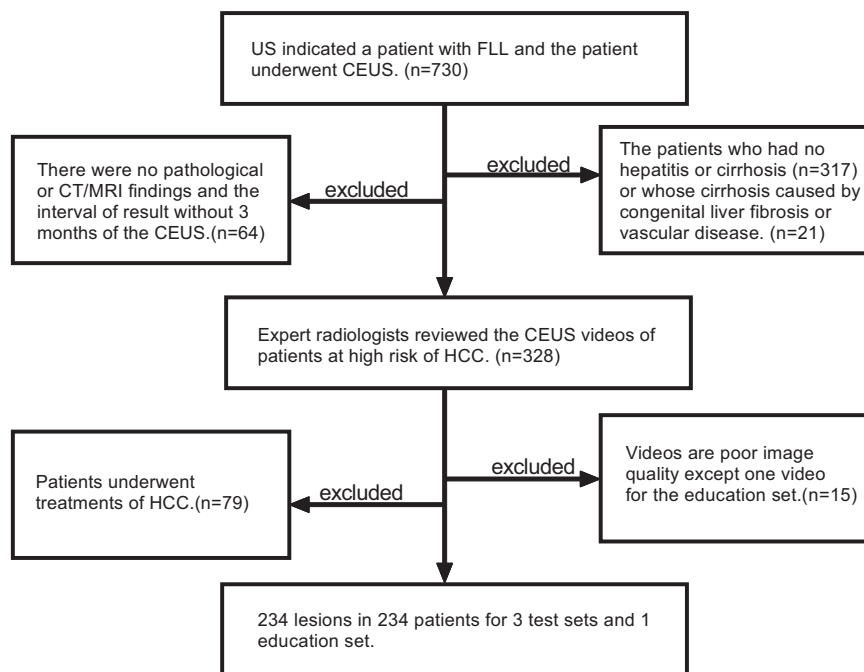 US indicated a patient with FLL and the patient
underwent CEUS. (n=730)
There were no pathological
or CT/MRI findings and the
interval of result without 3
months of the CEUS.(n=64)
excluded
excluded
The patients who had no
hepatitis or cirrhosis (n=317)
or whose cirrhosis caused by
congenital liver fibrosis or
vascular disease. (n=21)
Expert radiologists reviewed the CEUS videos of
patients at high risk of HCC. (n=328)
Patients underwent
treatments of HCC.(n=79)
excluded
excluded
Videos are poor image
quality except one video
for the education set.(n=15)
234 lesions in 234 patients for 3 test sets and 1
education set.